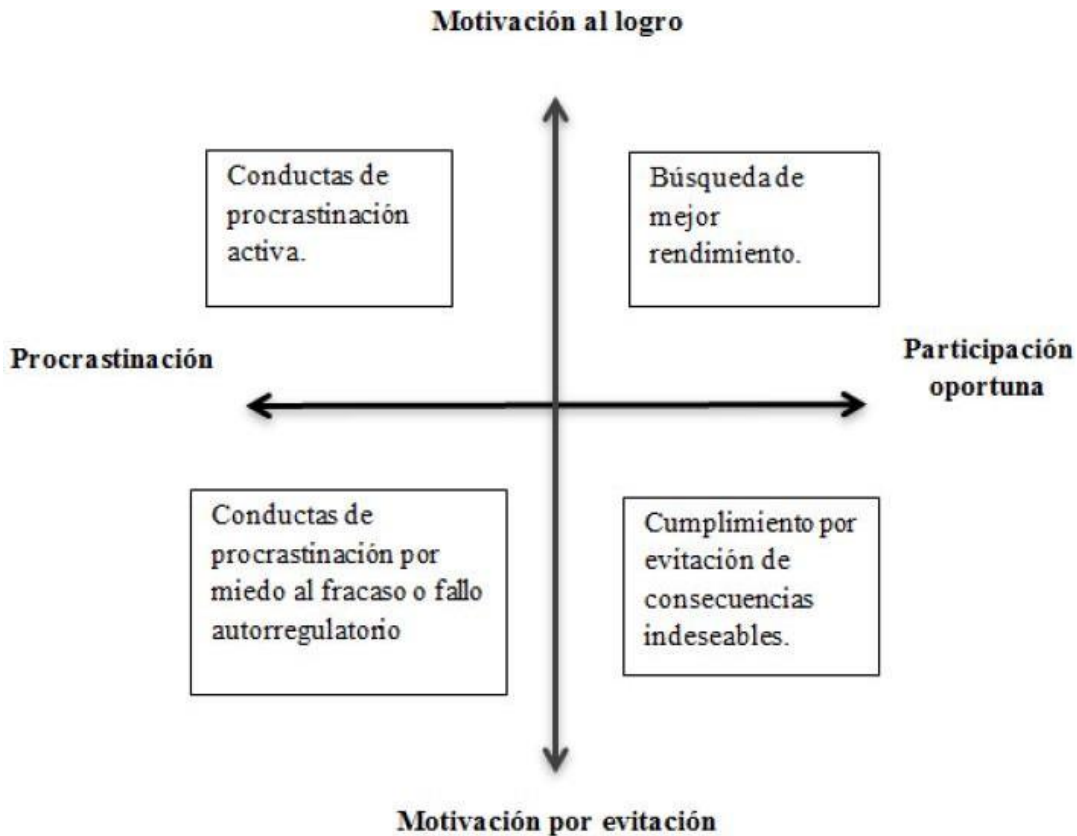 Motivación al logro
Conductas de
procrastinación
activa.
Búsqueda de
mejor
rendimiento.
Procrastinación
Participación
oportuna
Conductas de
procrastinación por
miedo al fracaso o fallo
autorregulatorio
Cumplimiento por
evitación de
consecuencias
indeseables.
Motivación por evitación